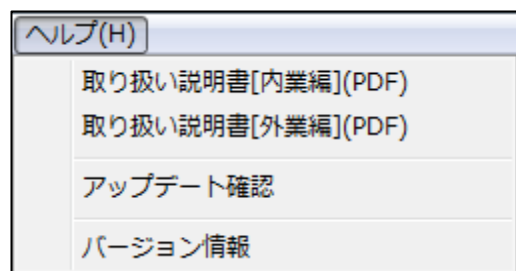 ヘルプ(H)
取り扱い説明書[内業編](PDF)
取り扱い説明書[外業編](PDF)
アップデート確認
バージョン情報